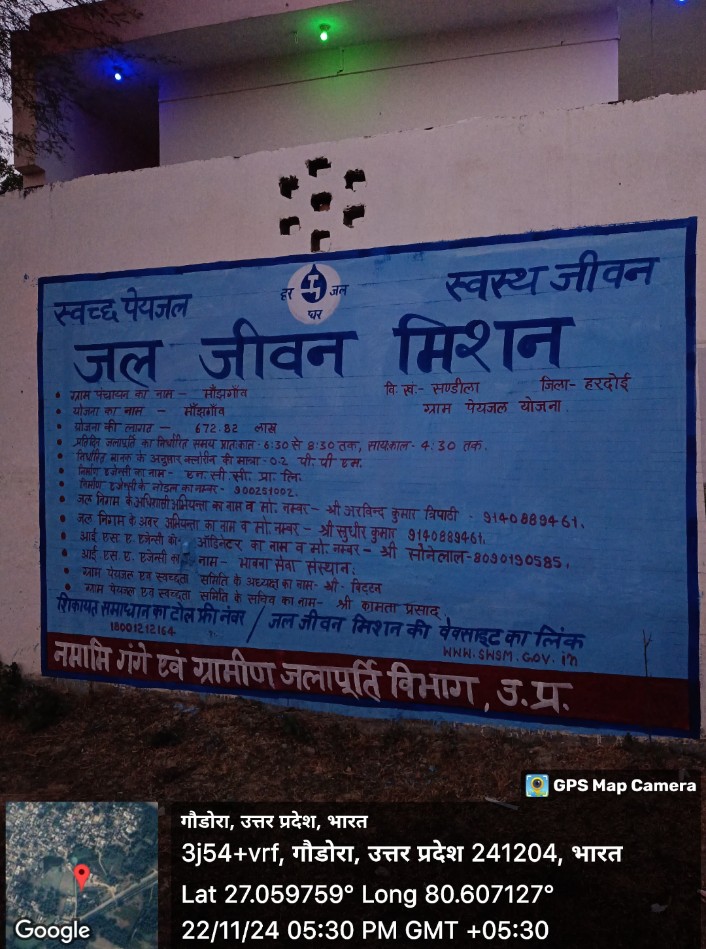 स्वच्छ पेयजल
हर जल घर
स्वस्थ जीवन
जल जीवन मिशन
ग्राम पंचायत का नाम — माँझगाँव
वि. ख:- सण्डीला जिला- हरदोई
योजना का नाम — माँझगाँव
ग्राम पेयजल योजना.
योजना की लागत — 672.82 लाख
प्रतिदिन जलापूर्ति का निर्धारित समय प्रातःकाल - 6:30 से 8:30 तक, सायंकाल - 4:30 तक.
निर्धारित मानक के अनुसार क्लोरीन की मात्रा - 0.2 पी. पी. एम.
निर्माण एजेन्सी का नाम- एन. सी. सी. प्रा. लि.
निर्माण एजेन्सी के नोडल का नम्बर - 900251002.
जल निगम के अधिशासी अभियन्ता का नाम व मो. नम्बर - श्री अरविन्द कुमार त्रिपाठी - 9140889461.
जल निगम के अवर अभियन्ता का नाम व मो. नम्बर - श्री सुधीर कुमार 9140889461.
आई एस. ए. एजेन्सी को- ऑडिनेटर का नाम व मो. नम्बर - श्री सोनेलाल- 8090190585.
आई एस. ए. एजेन्सी का नाम- भावना सेवा संस्थान:
ग्राम पेयजल एवं स्वच्छता समिति के अध्यक्ष का नाम- श्री - बिट्टन
ग्राम पेयजल एवं स्वच्छता समिति के सचिव का नाम- श्री कामता प्रसाद
शिकायत समाधान का टोल फ्री नंबर / जल जीवन मिशन की वेबसाइट का लिंक
18001212164
www.swsm.gov.in
नमामि गंगे एवं ग्रामीण जलापूर्ति विभाग, उ.प्र.
GPS Map Camera
गौडोरा, उत्तर प्रदेश, भारत
3j54+vrf, गौडोरा, उत्तर प्रदेश 241204, भारत
Lat 27.059759° Long 80.607127°
22/11/24 05:30 PM GMT +05:30
Google